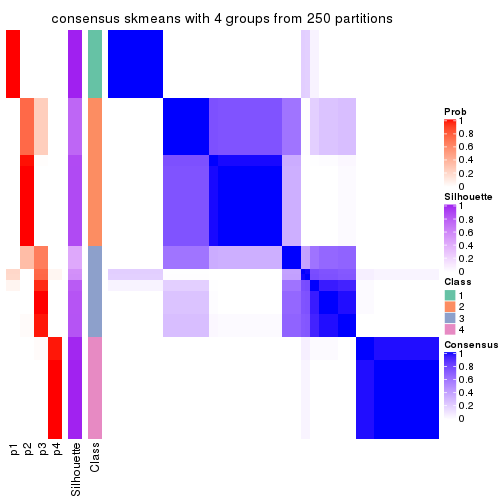 consensus skmeans with 4 groups from 250 partitions
Prob
1
0.8
0.6
0.4
0.2
0
Silhouette
1
0.8
0.6
0.4
0.2
0
Class
1
2
3
4
Consensus
1
0.8
0.6
0.4
0.2
0
p1
p2
p3
p4
Silhouette
Class